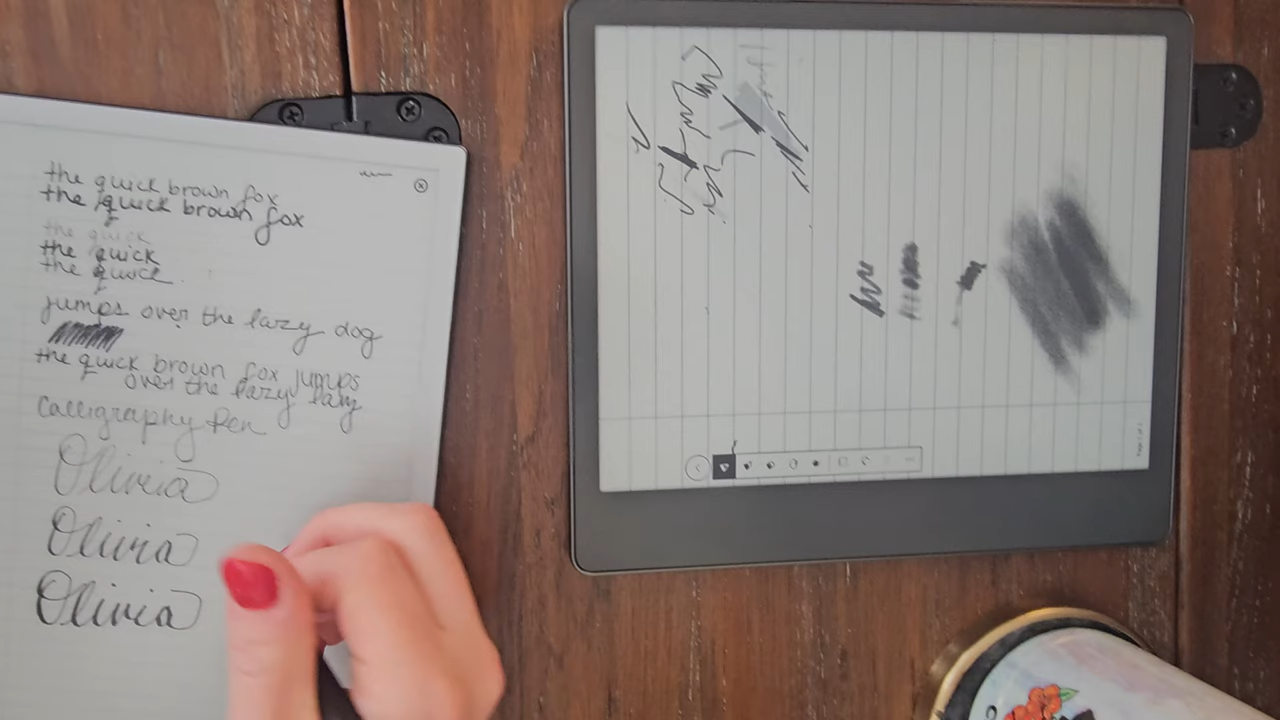 the quick brown fox
the quick brown fox
the quick
the quick
the quick
jumps over the lazy dog
the quick brown fox jumps
over the lazy
Calligraphy Pen
Olivia
Olivia
Olivia